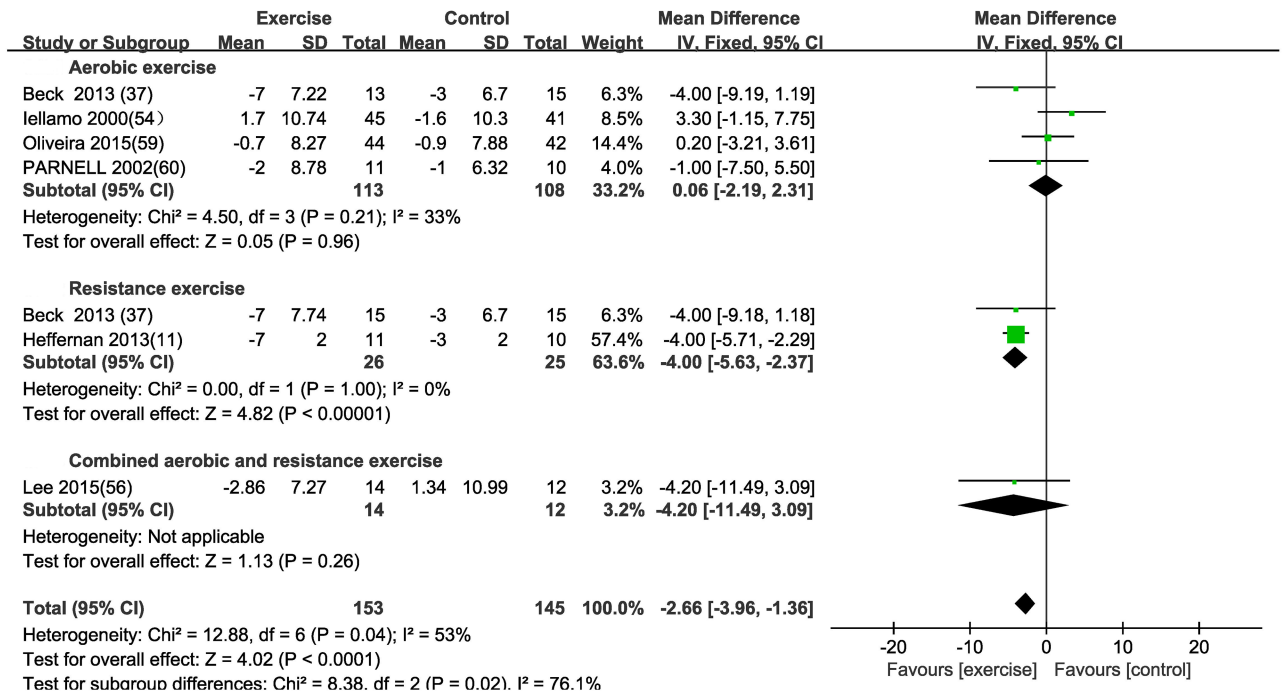 Exercise Control Mean Difference Mean Difference
Study or Subgroup Mean SD Total Mean SD Total Weight IV, Fixed, 95% CI IV, Fixed, 95% CI
Aerobic exercise
Beck 2013 (37) -7 7.22 13 -3 6.7 15 6.3% -4.00 [-9.19, 1.19]
Iellamo 2000(54） 1.7 10.74 45 -1.6 10.3 41 8.5% 3.30 [-1.15, 7.75]
Oliveira 2015(59) -0.7 8.27 44 -0.9 7.88 42 14.4% 0.20 [-3.21, 3.61]
PARNELL 2002(60) -2 8.78 11 -1 6.32 10 4.0% -1.00 [-7.50, 5.50]
Subtotal (95% CI) 113 108 33.2% 0.06 [-2.19, 2.31]
Heterogeneity: Chi² = 4.50, df = 3 (P = 0.21); I² = 33%
Test for overall effect: Z = 0.05 (P = 0.96)
Resistance exercise
Beck 2013 (37) -7 7.74 15 -3 6.7 15 6.3% -4.00 [-9.18, 1.18]
Heffernan 2013(11) -7 2 11 -3 2 10 57.4% -4.00 [-5.71, -2.29]
Subtotal (95% CI) 26 25 63.6% -4.00 [-5.63, -2.37]
Heterogeneity: Chi² = 0.00, df = 1 (P = 1.00); I² = 0%
Test for overall effect: Z = 4.82 (P < 0.00001)
Combined aerobic and resistance exercise
Lee 2015(56) -2.86 7.27 14 1.34 10.99 12 3.2% -4.20 [-11.49, 3.09]
Subtotal (95% CI) 14 12 3.2% -4.20 [-11.49, 3.09]
Heterogeneity: Not applicable
Test for overall effect: Z = 1.13 (P = 0.26)
Total (95% CI) 153 145 100.0% -2.66 [-3.96, -1.36]
Heterogeneity: Chi² = 12.88, df = 6 (P = 0.04); I² = 53%
Test for overall effect: Z = 4.02 (P < 0.0001)
Test for subgroup differences: Chi² = 8.38, df = 2 (P = 0.02), I² = 76.1%
-20 -10 0 10 20
Favours [exercise] Favours [control]